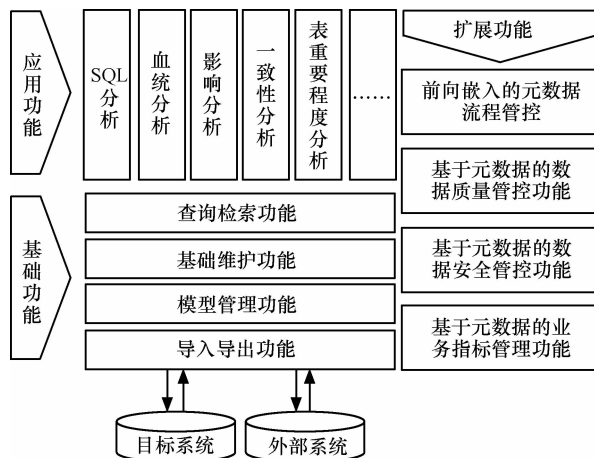 应用功能
SQL
分析
血统分析
影响分析
一致性分析
表重要程度分析
……
扩展功能
前向嵌入的元数据
流程管控
基于元数据的数
据质量管控功能
基于元数据的数
据安全管控功能
基于元数据的业
务指标管理功能
基础功能
查询检索功能
基础维护功能
模型管理功能
导入导出功能
目标系统
外部系统